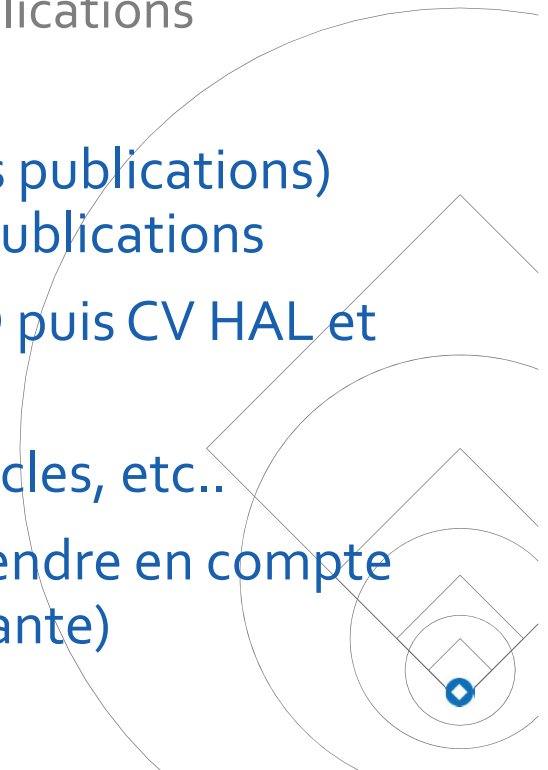 lications
s publications)
ublications
puis CV HAL et
cles, etc..
endre en compte
ante)